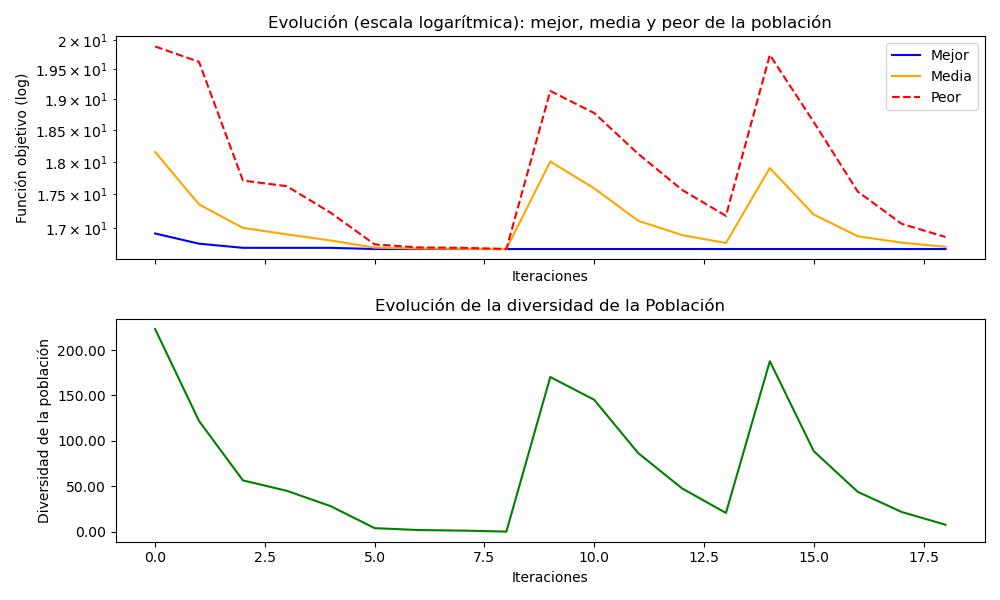 Evolución (escala logarítmica): mejor, media y peor de la población
Función objetivo (log)
2 × 10¹
1.95 × 10¹
1.9 × 10¹
1.85 × 10¹
1.8 × 10¹
1.75 × 10¹
1.7 × 10¹
Mejor
Media
Peor
Iteraciones
Evolución de la diversidad de la Población
Diversidad de la población
200.00
150.00
100.00
50.00
0.00
0.0 2.5 5.0 7.5 10.0 12.5 15.0 17.5
Iteraciones